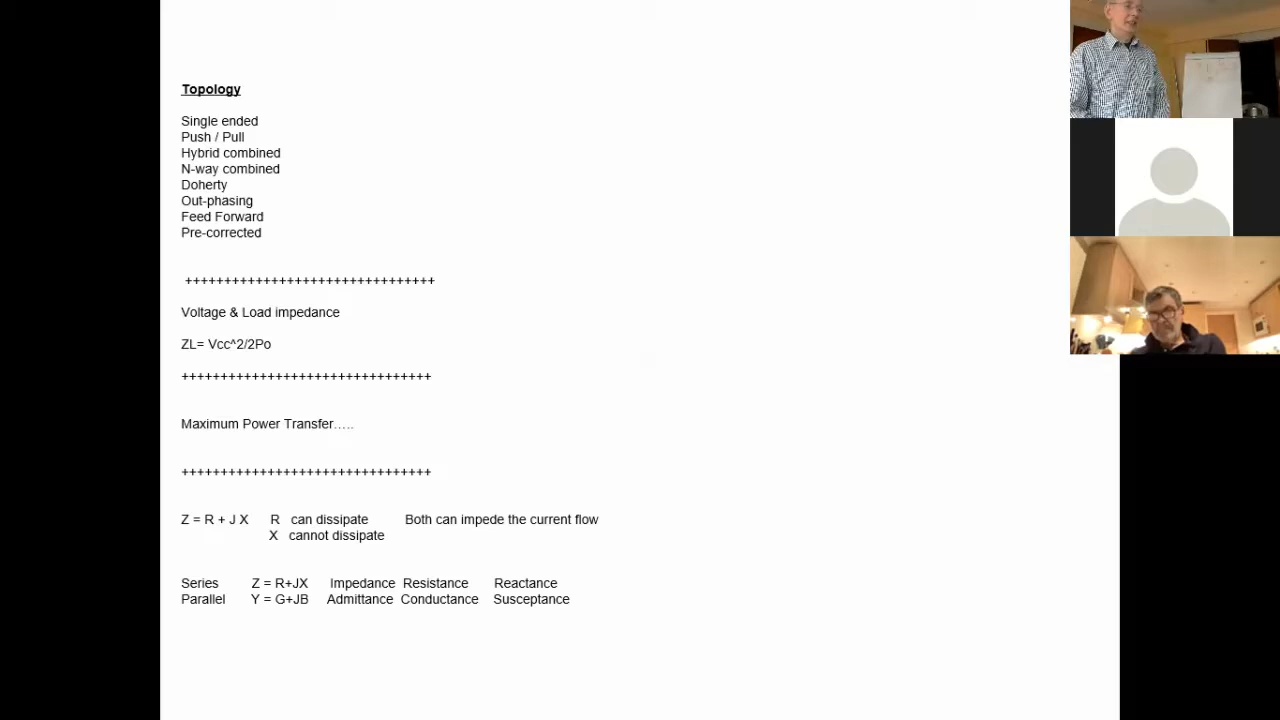 Topology
Single ended
Push / Pull
Hybrid combined
N-way combined
Doherty
Out-phasing
Feed Forward
Pre-corrected
++++++++++++++++++++++++++++++++
Voltage & Load impedance
ZL= Vcc^2/2Po
++++++++++++++++++++++++++++++++
Maximum Power Transfer…..
++++++++++++++++++++++++++++++++
Z = R + J X R can dissipate Both can impede the current flow
X cannot dissipate
Series Z = R+JX Impedance Resistance Reactance
Parallel Y = G+JB Admittance Conductance Susceptance